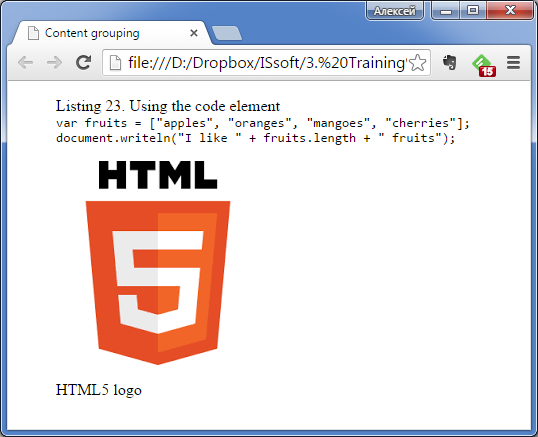 Алексей
Content grouping
file:///D:/Dropbox/ISsoft/3.%20Training'
15
Listing 23. Using the code element
var fruits = ["apples", "oranges", "mangoes", "cherries"];
document.writeln("I like " + fruits.length + " fruits");
HTML
5
HTML5 logo